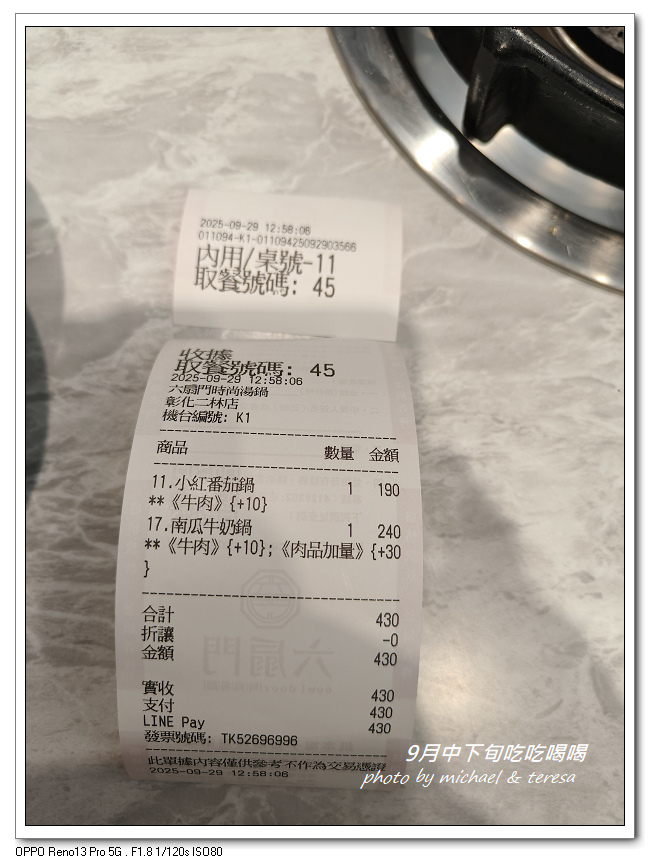 2025-09-29 12:58:06
011094-K1-01109425092903566
內用/桌號-11
取餐號碼: 45
收據
取餐號碼: 45
2025-09-29 12:58:06
六扇門時尚湯鍋
彰化二林店
機台編號: K1
商品 數量 金額
11.小紅番茄鍋 1 190
**《牛肉》{+10}
17.南瓜牛奶鍋 1 240
**《牛肉》{+10};《肉品加量》{+30
}
合計 430
折讓 -0
金額 430
實收 430
支付 430
LINE Pay 430
發票號碼: TK52696996
此單據內容僅供參考不作為交易憑證
2025-09-29 12:58:06
六扇門
9月中下旬吃吃喝喝
photo by michael & teresa
OPPO Reno13 Pro 5G . F1.8 1/120s ISO80